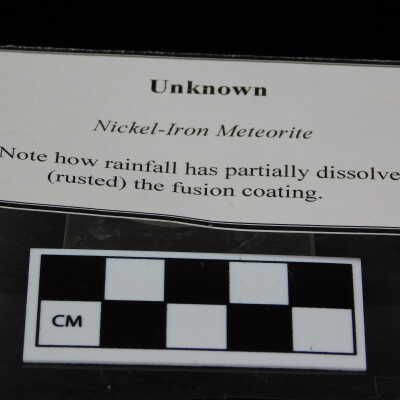 Unknown
Nickel-Iron Meteorite
Note how rainfall has partially dissolve
(rusted) the fusion coating.
CM